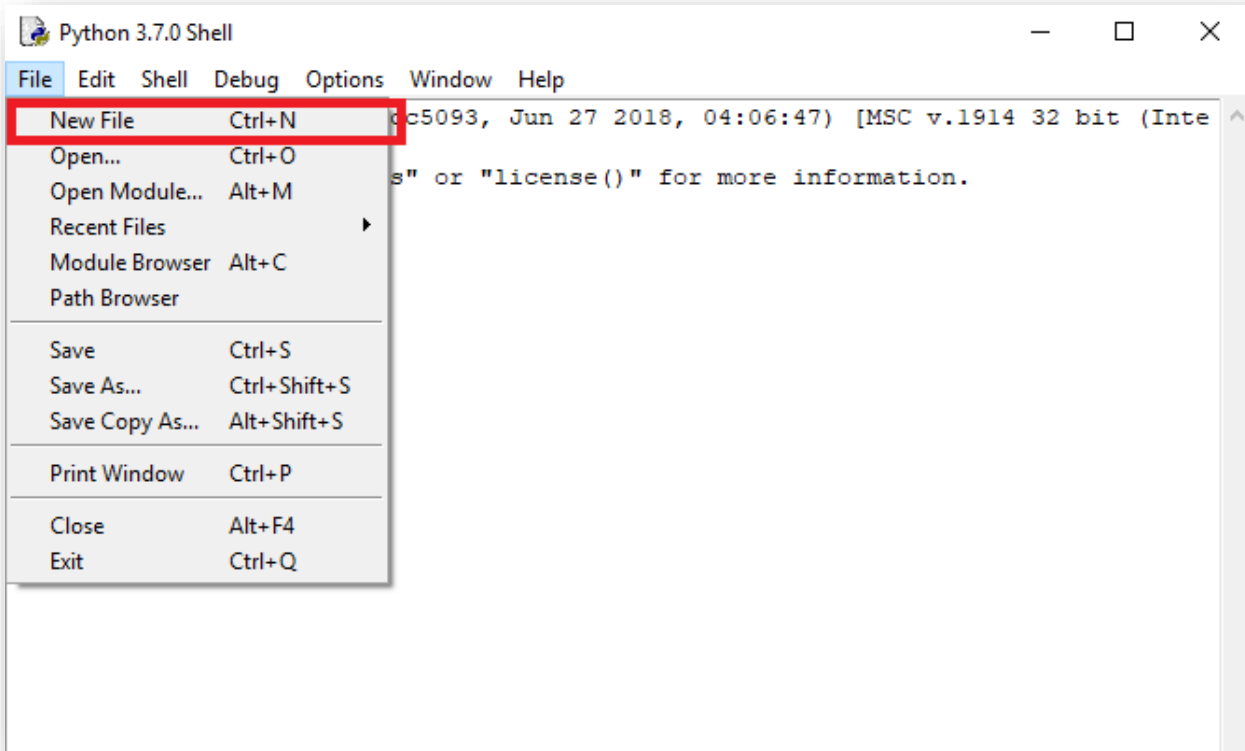 Python 3.7.0 Shell
File Edit Shell Debug Options Window Help
New File Ctrl+N
c5093, Jun 27 2018, 04:06:47) [MSC v.1914 32 bit (Inte
Open... Ctrl+O
s" or "license()" for more information.
Open Module... Alt+M
Recent Files
Module Browser Alt+C
Path Browser
Save Ctrl+S
Save As... Ctrl+Shift+S
Save Copy As... Alt+Shift+S
Print Window Ctrl+P
Close Alt+F4
Exit Ctrl+Q